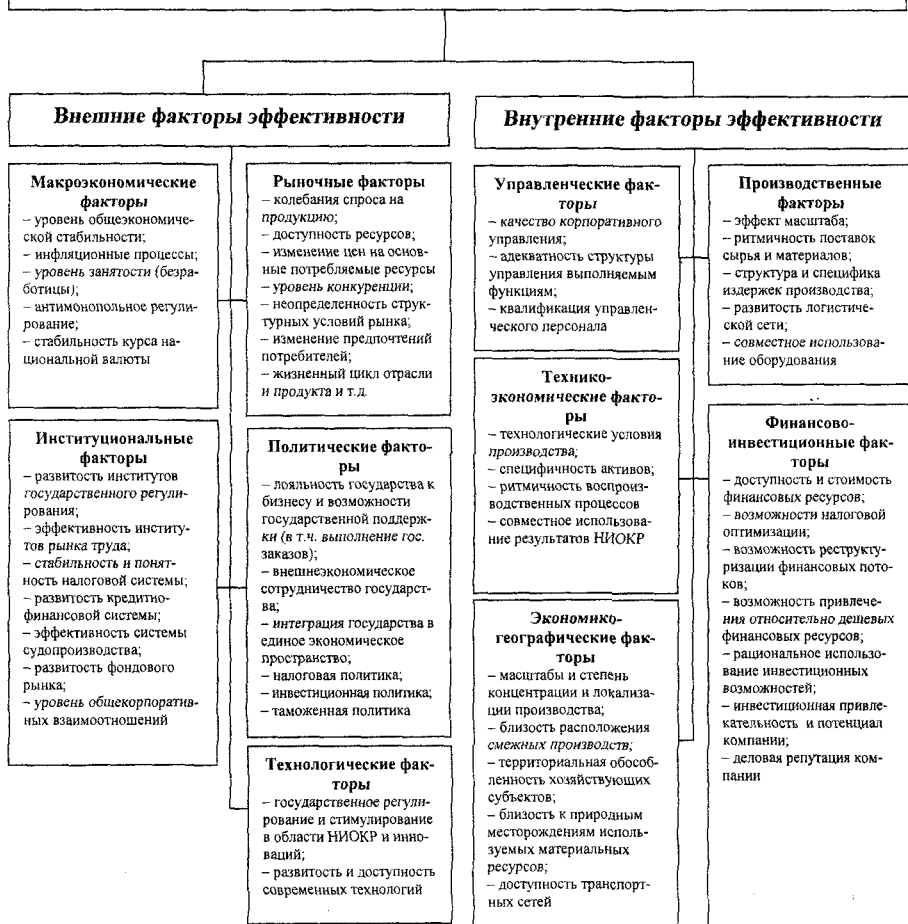 Внешние факторы эффективности
Макроэкономические
факторы
– уровень общеэкономиче-
ской стабильности;
– инфляционные процессы;
– уровень занятости (безра-
ботицы);
– антимонопольное регули-
рование;
– стабильность курса на-
циональной валюты
Рыночные факторы
– колебания спроса на
продукцию;
– доступность ресурсов;
– изменение цен на основ-
ные потребляемые ресурсы
– уровень конкуренции;
– неопределенность струк-
турных условий рынка;
– изменение предпочтений
потребителей;
– жизненный цикл отрасли
и продукта и т.д.
Институциональные
факторы
– развитость институтов
государственного регули-
рования;
– эффективность институ-
тов рынка труда;
– стабильность и понят-
ность налоговой системы;
– развитость кредитно-
финансовой системы;
– эффективность системы
судопроизводства;
– развитость фондового
рынка;
– уровень общекорпоратив-
ных взаимоотношений
Политические факто-
ры
– лояльность государства к
бизнесу и возможности
государственной поддерж-
ки (в т.ч. выполнение гос.
заказов);
– внешнеэкономическое
сотрудничество государст-
ва;
– интеграция государства в
единое экономическое
пространство;
– налоговая политика;
– инвестиционная политика;
– таможенная политика
Технологические фак-
торы
– государственное регули-
рование и стимулирование
в области НИОКР и инно-
ваций;
– развитость и доступность
современных технологий
Внутренние факторы эффективности
Управленческие фак-
торы
– качество корпоративного
управления;
– адекватность структуры
управления выполняемым
функциям;
– квалификация управлен-
ческого персонала
Производственные
факторы
– эффект масштаба;
– ритмичность поставок
сырья и материалов;
– структура и специфика
издержек производства;
– развитость логистиче-
ской сети;
– совместное использова-
ние оборудования
Технико-
экономические факто-
ры
– технологические условия
производства;
– специфичность активов;
– ритмичность воспроиз-
водственных процессов
– совместное использова-
ние результатов НИОКР
Финансово-
инвестиционные фак-
торы
– доступность и стоимость
финансовых ресурсов;
– возможности налоговой
оптимизации;
– возможность реструкту-
ризации финансовых пото-
ков;
– возможность привлече-
ния относительно дешевых
финансовых ресурсов;
– рациональное использо-
вание инвестиционных
возможностей;
– инвестиционная привле-
кательность и потенциал
компании;
– деловая репутация ком-
пании
Экономико-
географические фак-
торы
– масштабы и степень
концентрации и локализа-
ции производства;
– близость расположения
смежных производств;
– территориальная обособ-
ленность хозяйствующих
субъектов;
– близость к природным
месторождениям исполь-
зуемых материальных
ресурсов;
– доступность транспорт-
ных сетей